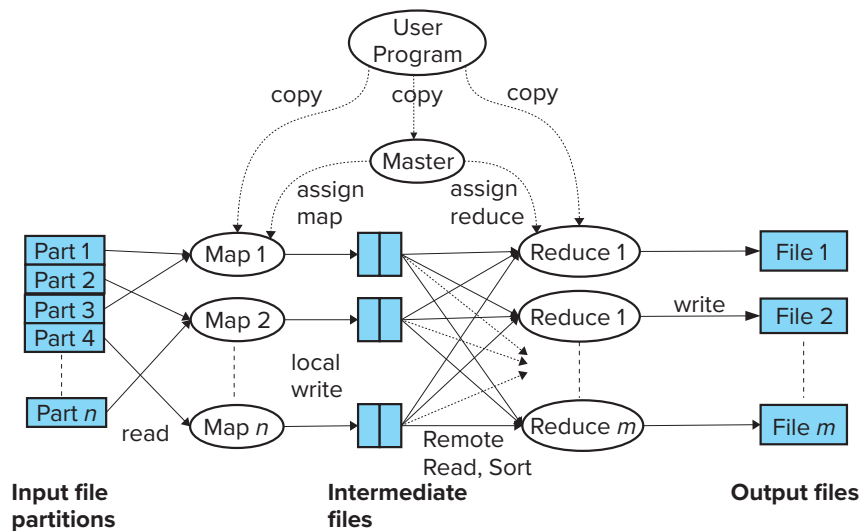 User
Program
copy
copy
copy
Master
assign
map
assign
reduce
Part 1
Part 2
Part 3
Part 4
Part n
Map 1
Map 2
Map n
read
local
write
Reduce 1
Reduce 1
Reduce m
Remote
Read, Sort
write
File 1
File 2
File m
Input file
partitions
Intermediate
files
Output files